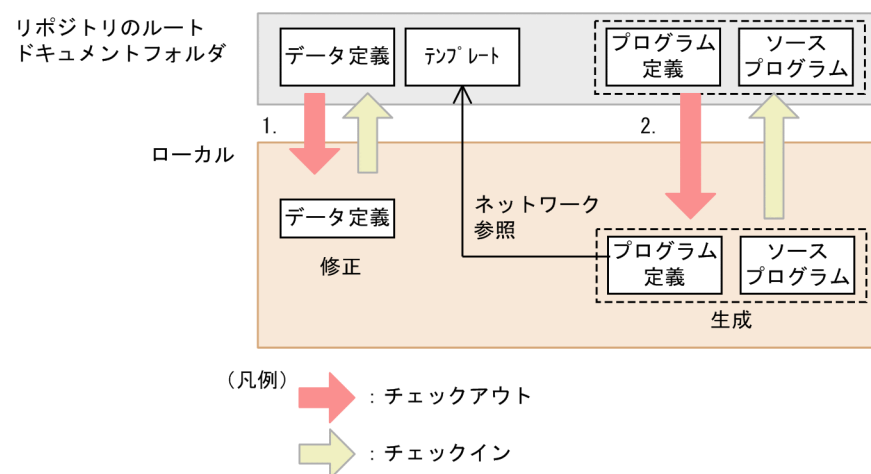 リポジトリのルート
ドキュメントフォルダ
データ定義
テンプレート
プログラム
定義
ソース
プログラム
1.
2.
ローカル
データ定義
修正
ネットワーク
参照
プログラム
定義
ソース
プログラム
生成
(凡例)
:チェックアウト
:チェックイン